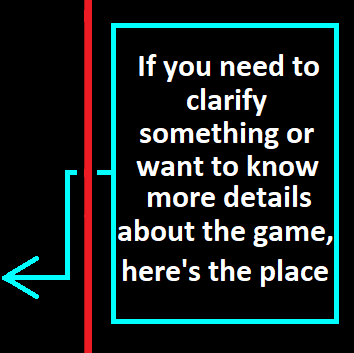 If you need to
clarify
something or
want to know
more details
about the game,
here's the place